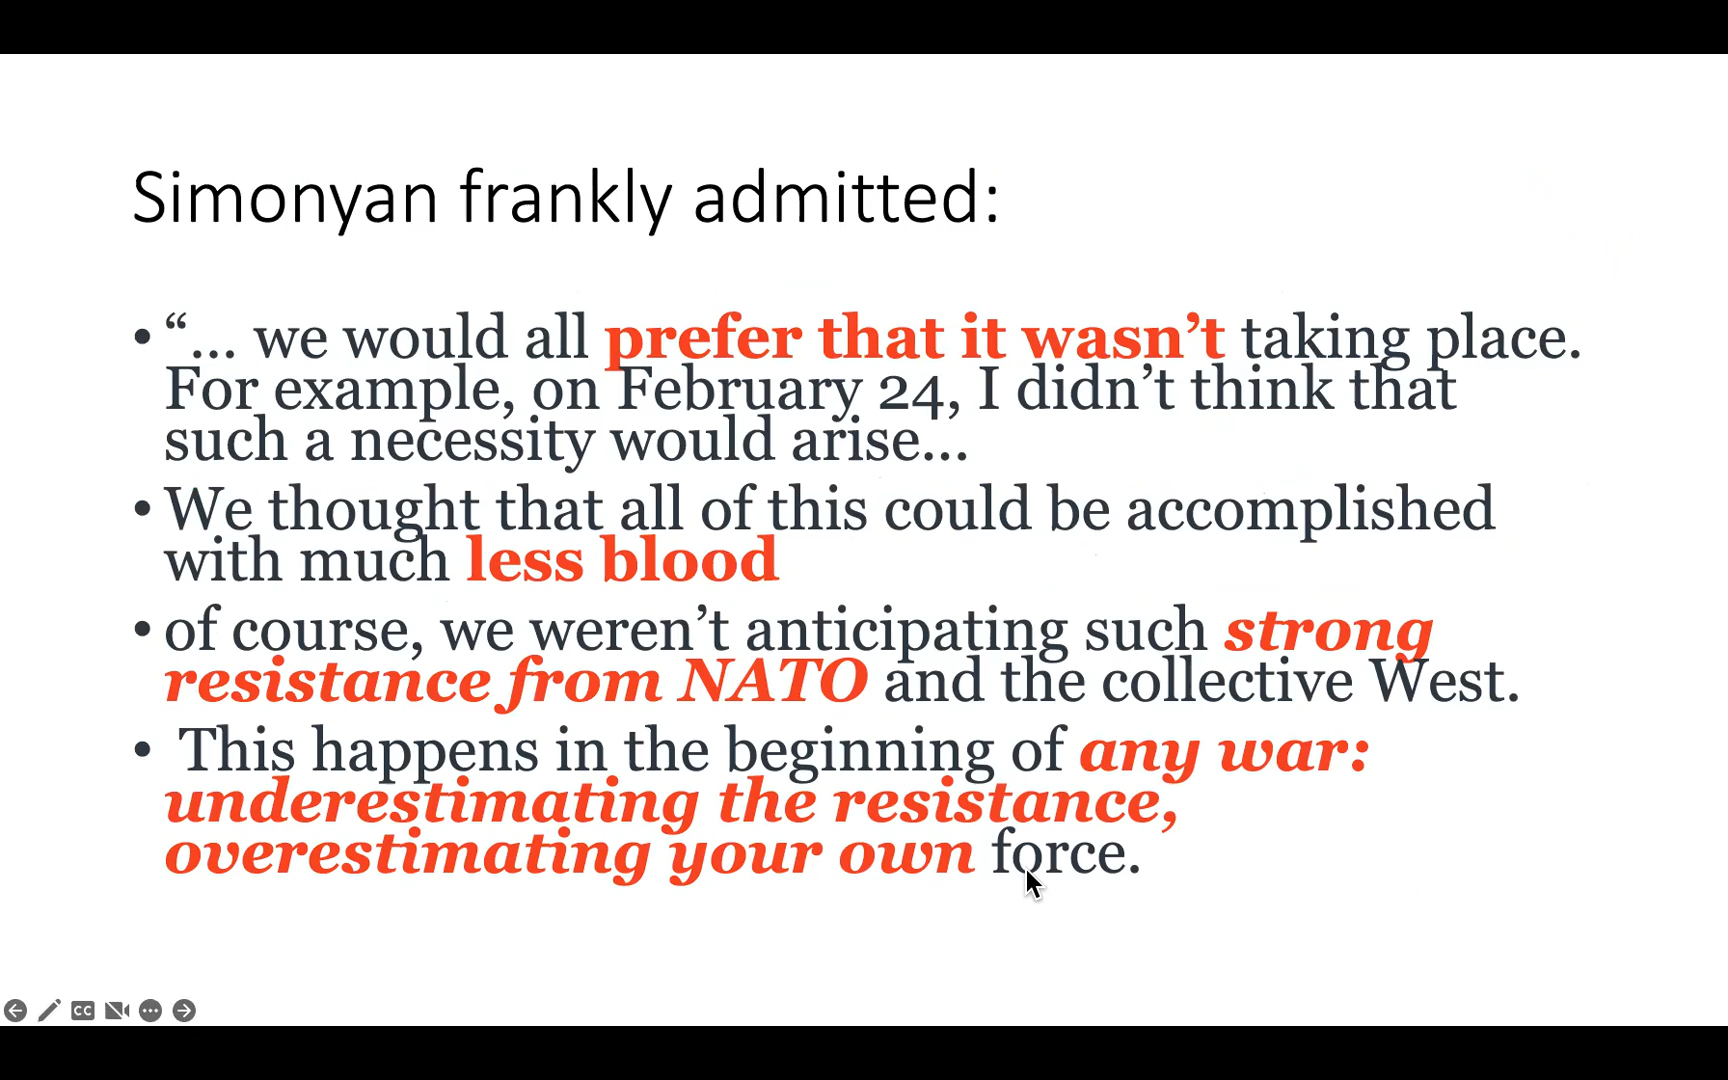 Simonyan frankly admitted:
• “... we would all prefer that it wasn’t taking place.
For example, on February 24, I didn’t think that
such a necessity would arise...
• We thought that all of this could be accomplished
with much less blood
• of course, we weren’t anticipating such strong
resistance from NATO and the collective West.
• This happens in the beginning of any war:
underestimating the resistance,
overestimating your own force.
CC